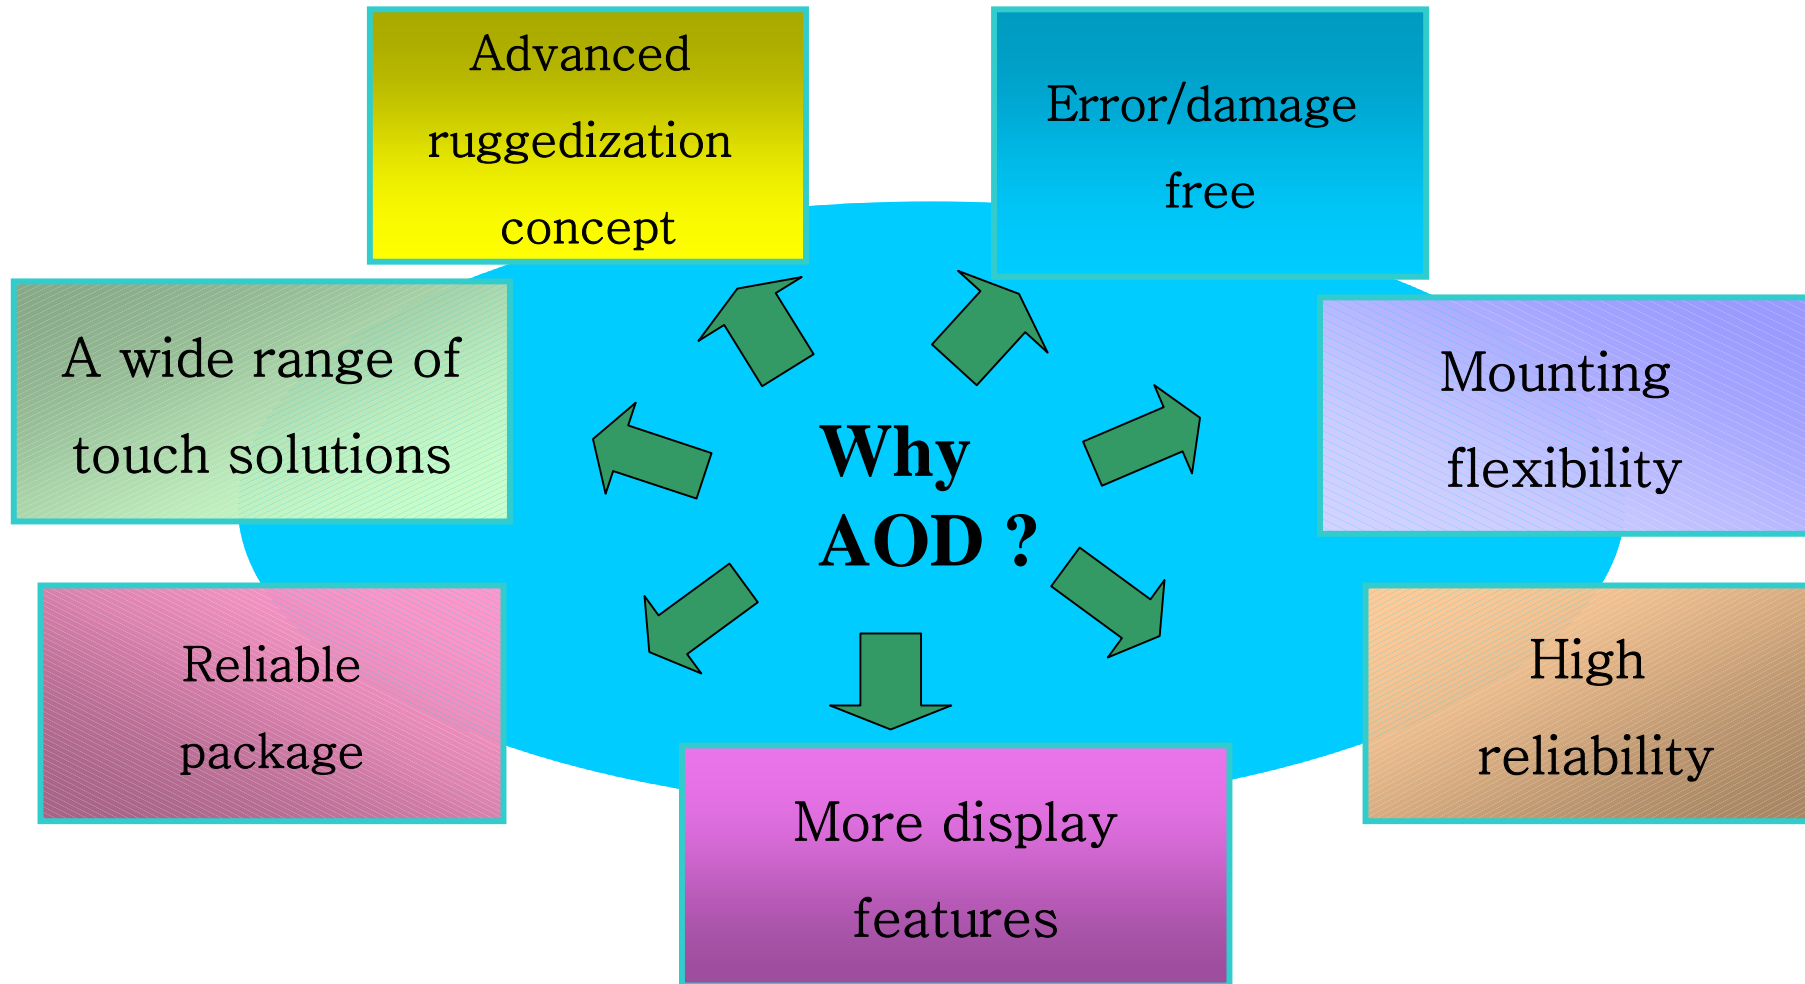 Advanced
ruggedization
concept
Error/damage
free
A wide range of
touch solutions
Mounting
flexibility
Why
AOD ?
Reliable
package
High
reliability
More display
features